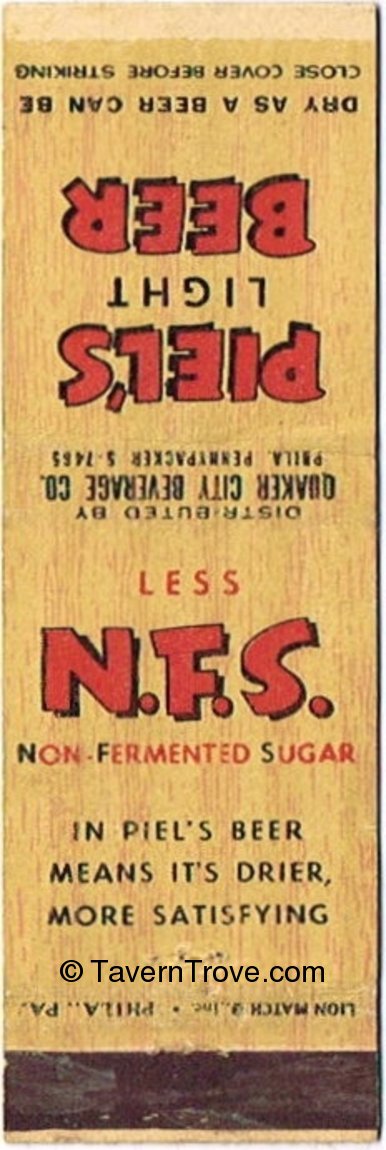 LESS
N.F.S.
NON-FERMENTED SUGAR
IN PIEL'S BEER
MEANS IT'S DRIER,
MORE SATISFYING
© TavernTrove.com
LION MATCH ©, Inc. • PHILA., PA.
DISTRIBUTED BY
QUAKER CITY BEVERAGE CO.
PHILA. PENNYPACKER 5-7465
PIEL'S
LIGHT
BEER
DRY AS A BEER CAN BE
CLOSE COVER BEFORE STRIKING